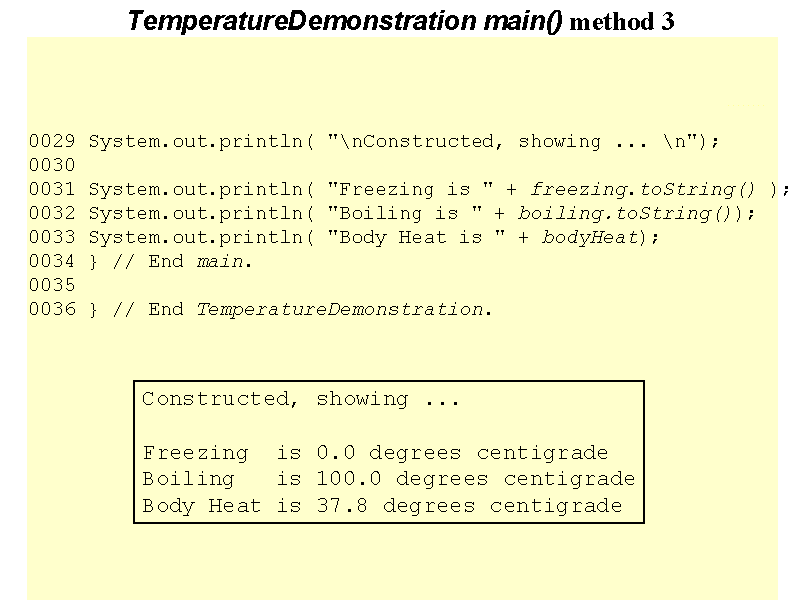 TemperatureDemonstration main() method 3
0029 System.out.println( "\nConstructed, showing ... \n");
0030
0031 System.out.println( "Freezing is " + freezing.toString() );
0032 System.out.println( "Boiling is " + boiling.toString());
0033 System.out.println( "Body Heat is " + bodyHeat);
0034 } // End main.
0035
0036 } // End TemperatureDemonstration.
Constructed, showing ...
Freezing  is 0.0 degrees centigrade
Boiling   is 100.0 degrees centigrade
Body Heat is 37.8 degrees centigrade